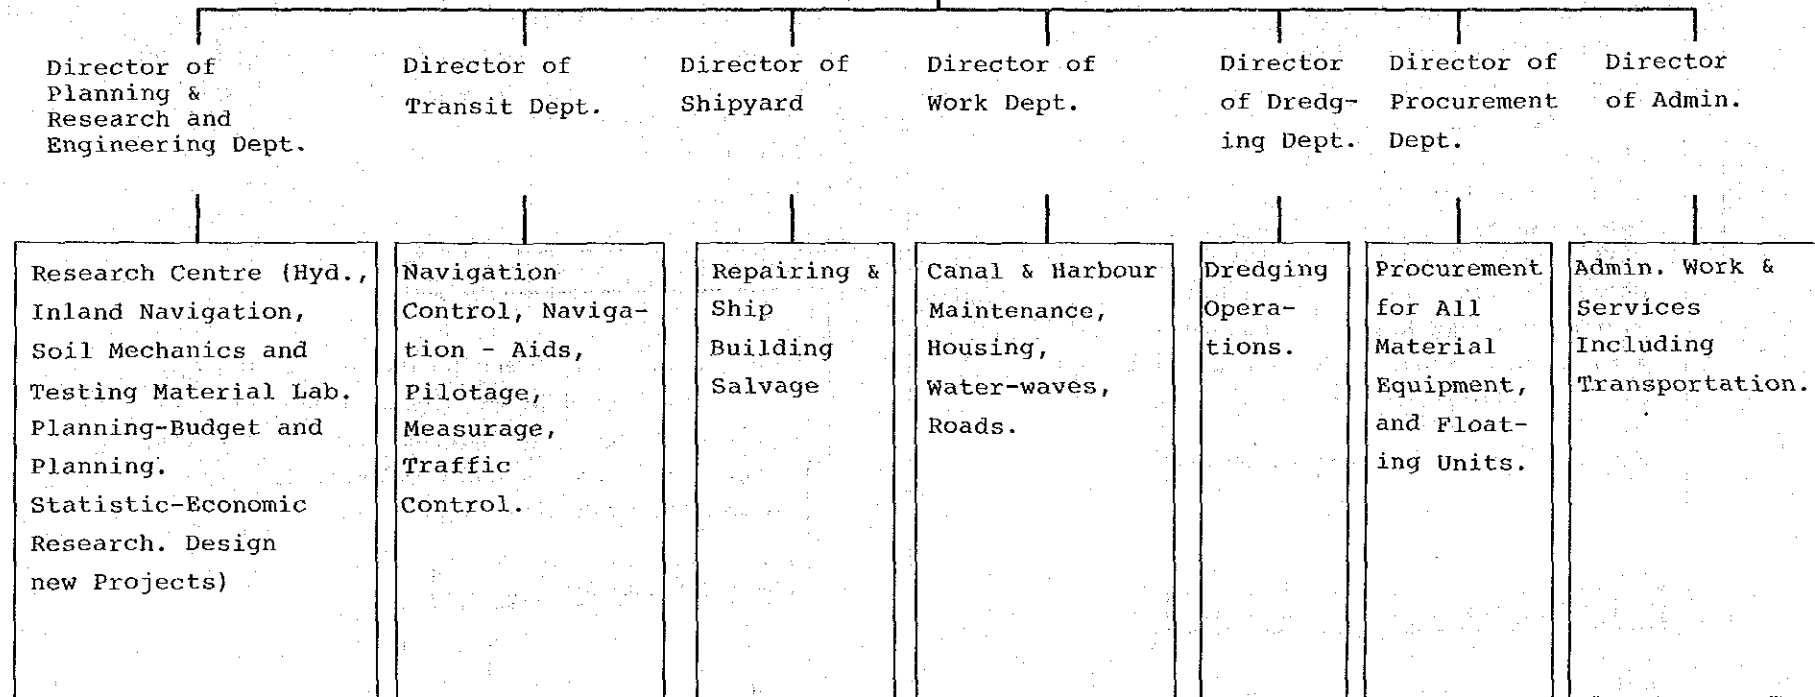 Director of
Planning &
Research and
Engineering Dept.
Director of
Transit Dept.
Director of
Shipyard
Director of
Work Dept.
Director
of Dredg-
ing Dept.
Director of
Procurement
Dept.
Director
of Admin.
Research Centre (Hyd.,
Inland Navigation,
Soil Mechanics and
Testing Material Lab.
Planning-Budget and
Planning.
Statistic-Economic
Research. Design
new Projects)
Navigation
Control, Naviga-
tion - Aids,
Pilotage,
Measurage,
Traffic
Control.
Repairing &
Ship
Building
Salvage
Canal & Harbour
Maintenance,
Housing,
Water-waves,
Roads.
Dredging
Opera-
tions.
Procurement
for All
Material
Equipment,
and Float-
ing Units.
Admin. Work &
Services
Including
Transportation.